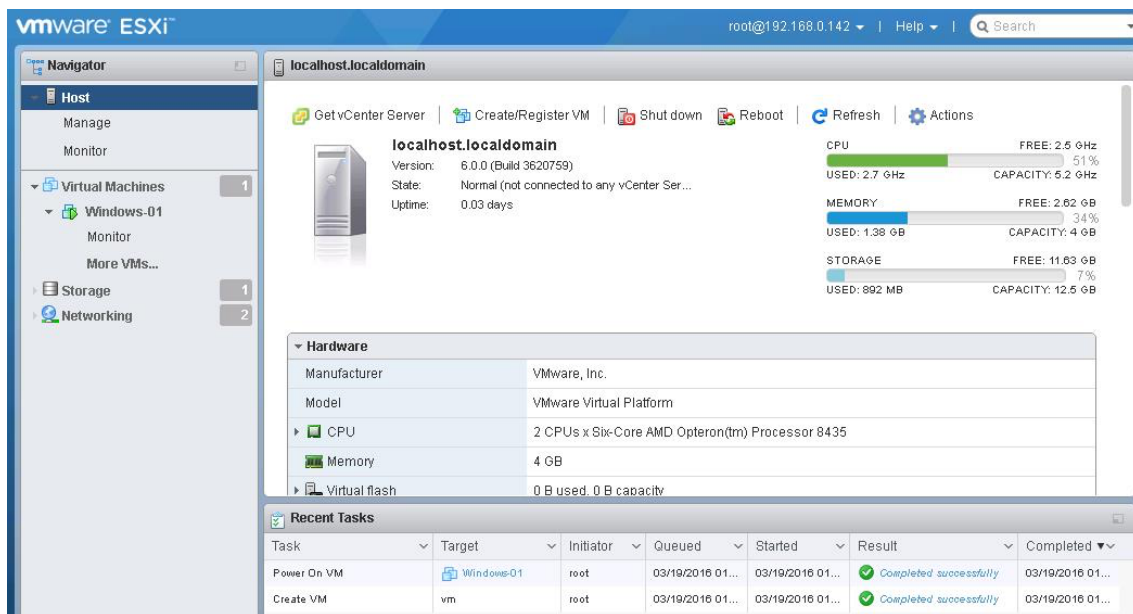 vmware ESXi™
root@192.168.0.142 | Help | Search
Navigator
Host
Manage
Monitor
Virtual Machines 1
Windows-01
Monitor
More VMs...
Storage 1
Networking 2
localhost.localdomain
Get vCenter Server | Create/Register VM | Shut down Reboot | Refresh | Actions
localhost.localdomain
Version: 6.0.0 (Build 3620759)
State: Normal (not connected to any vCenter Ser...
Uptime: 0.03 days
CPU FREE: 2.5 GHz
51%
USED: 2.7 GHz CAPACITY: 5.2 GHz
MEMORY FREE: 2.62 GB
34%
USED: 1.38 GB CAPACITY: 4 GB
STORAGE FREE: 11.63 GB
7%
USED: 892 MB CAPACITY: 12.5 GB
Hardware
Manufacturer VMware, Inc.
Model VMware Virtual Platform
CPU 2 CPUs x Six-Core AMD Opteron(tm) Processor 8435
Memory 4 GB
Virtual flash 0 B used, 0 B capacity
Recent Tasks
Task Target Initiator Queued Started Result Completed
Power On VM Windows-01 root 03/19/2016 01... 03/19/2016 01... Completed successfully 03/19/2016 01...
Create VM vm root 03/19/2016 01... 03/19/2016 01... Completed successfully 03/19/2016 01...